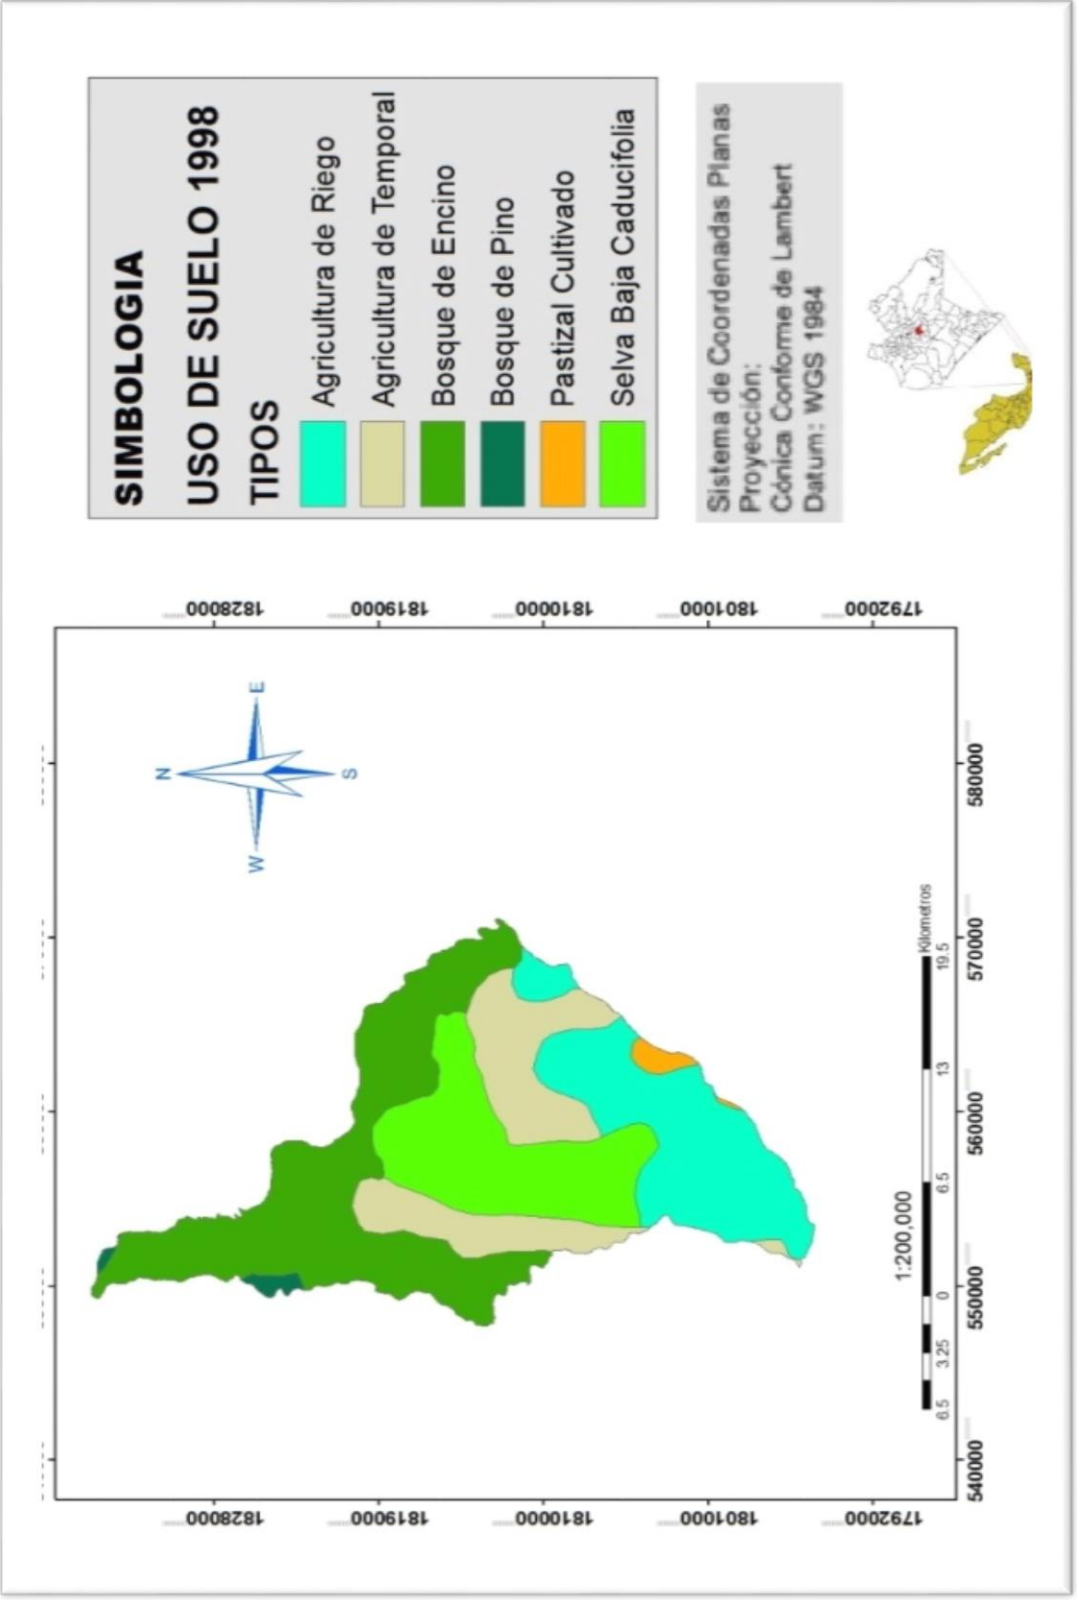 SIMBOLOGIA
USO DE SUELO 1998
TIPOS
Agricultura de Riego
Agricultura de Temporal
Bosque de Encino
Bosque de Pino
Pastizal Cultivado
Selva Baja Caducifolia
Sistema de Coordenadas Planas
Proyección:
Cónica Conforme de Lambert
Datum: WGS 1984
1828000
1819000
1810000
1801000
1792000
N
W
E
S
1:200,000
6.5 3.25 0 6.5 13 19.5
Kilometros
540000 550000 560000 570000 580000
1828000
1819000
1810000
1801000
1792000